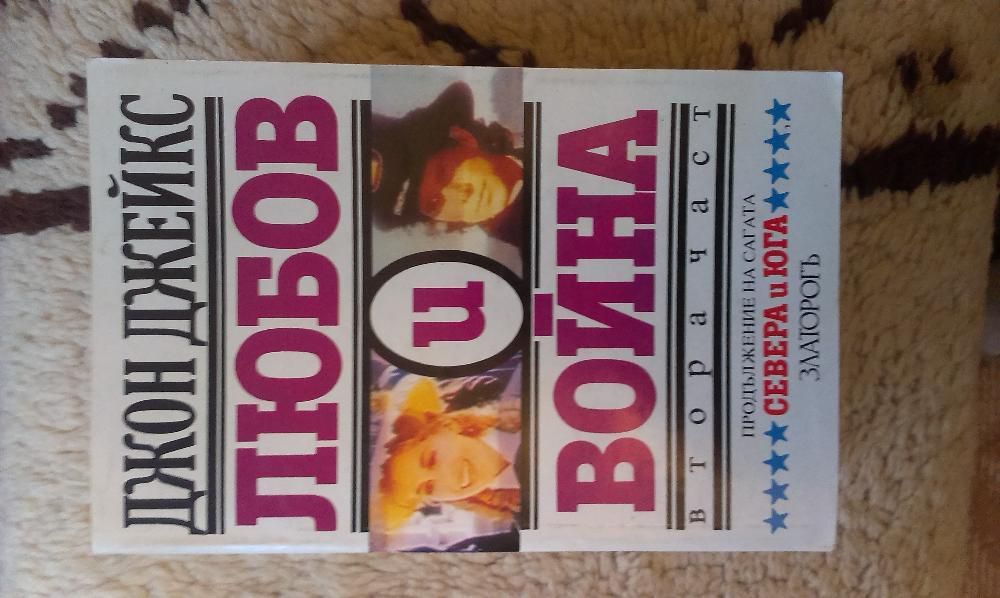 ДЖОН ДЖЕЙКС
ЛЮБОВ
и
ВОЙНА
втора част
ПРОДЪЛЖЕНИЕ НА САГАТА
СЕВЕРА и ЮГА
ЗЛАТОРОГЪ